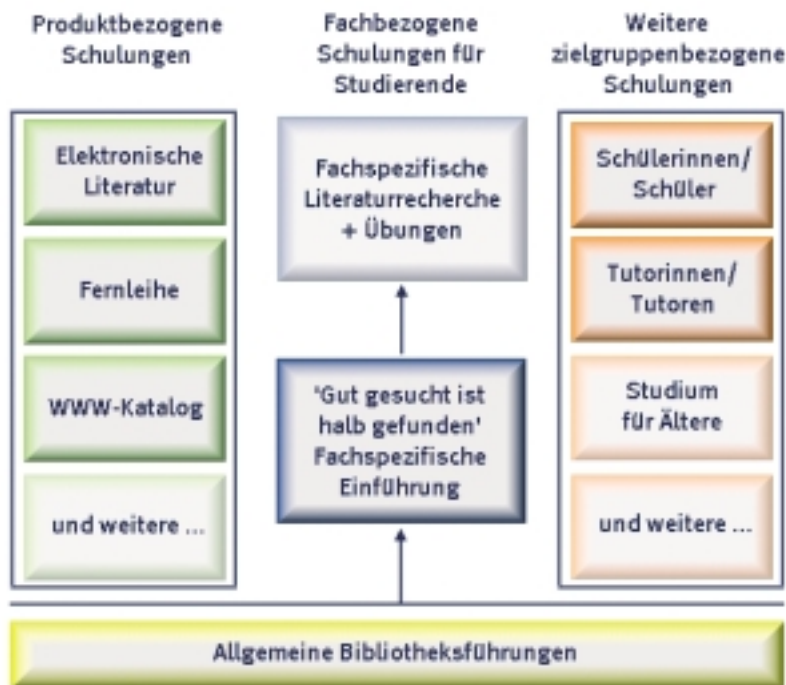 Produktbezogene
Schulungen
Elektronische
Literatur
Fernleihe
WWW-Katalog
und weitere ...
Fachbezogene
Schulungen für
Studierende
Fachspezifische
Literaturrecherche
+ Übungen
'Gut gesucht ist
halb gefunden'
Fachspezifische
Einführung
Weitere
zielgruppenbezogene
Schulungen
Schülerinnen/
Schüler
Tutorinnen/
Tutoren
Studium
für Ältere
und weitere ...
Allgemeine Bibliotheksführungen